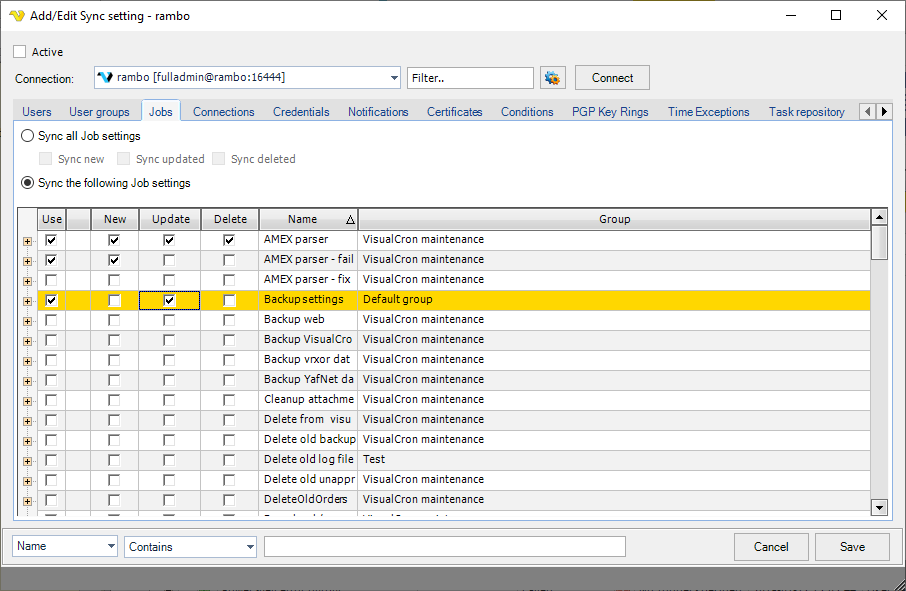 Add/Edit Sync setting - rambo
Active
Connection: rambo [fulladmin@rambo:16444] Filter.. Connect
Users User groups Jobs Connections Credentials Notifications Certificates Conditions PGP Key Rings Time Exceptions Task repository
Sync all Job settings
Sync new Sync updated Sync deleted
Sync the following Job settings
Use New Update Delete Name Group
AMEX parser VisualCron maintenance
AMEX parser - fail VisualCron maintenance
AMEX parser - fix VisualCron maintenance
Backup settings Default group
Backup web VisualCron maintenance
Backup VisualCro VisualCron maintenance
Backup vrxor dat VisualCron maintenance
Backup YafNet da VisualCron maintenance
Cleanup attachme VisualCron maintenance
Delete from visu VisualCron maintenance
Delete old backup VisualCron maintenance
Delete old log file Test
Delete old unappr VisualCron maintenance
DeleteOldOrders VisualCron maintenance
Name Contains Cancel Save